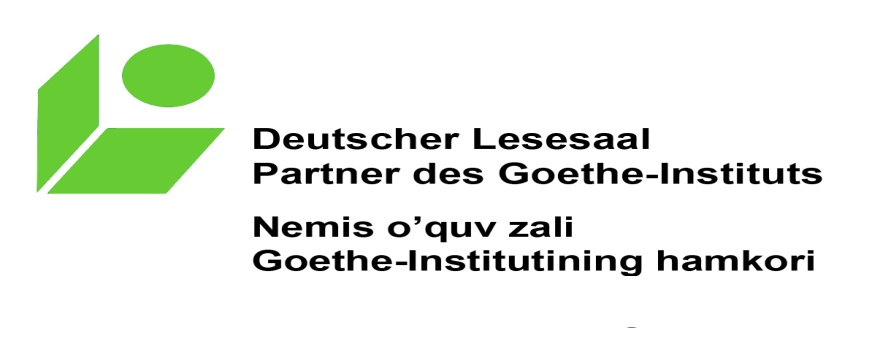 Deutscher Lesesaal
Partner des Goethe-Instituts
Nemis o’quv zali
Goethe-Institutining hamkori